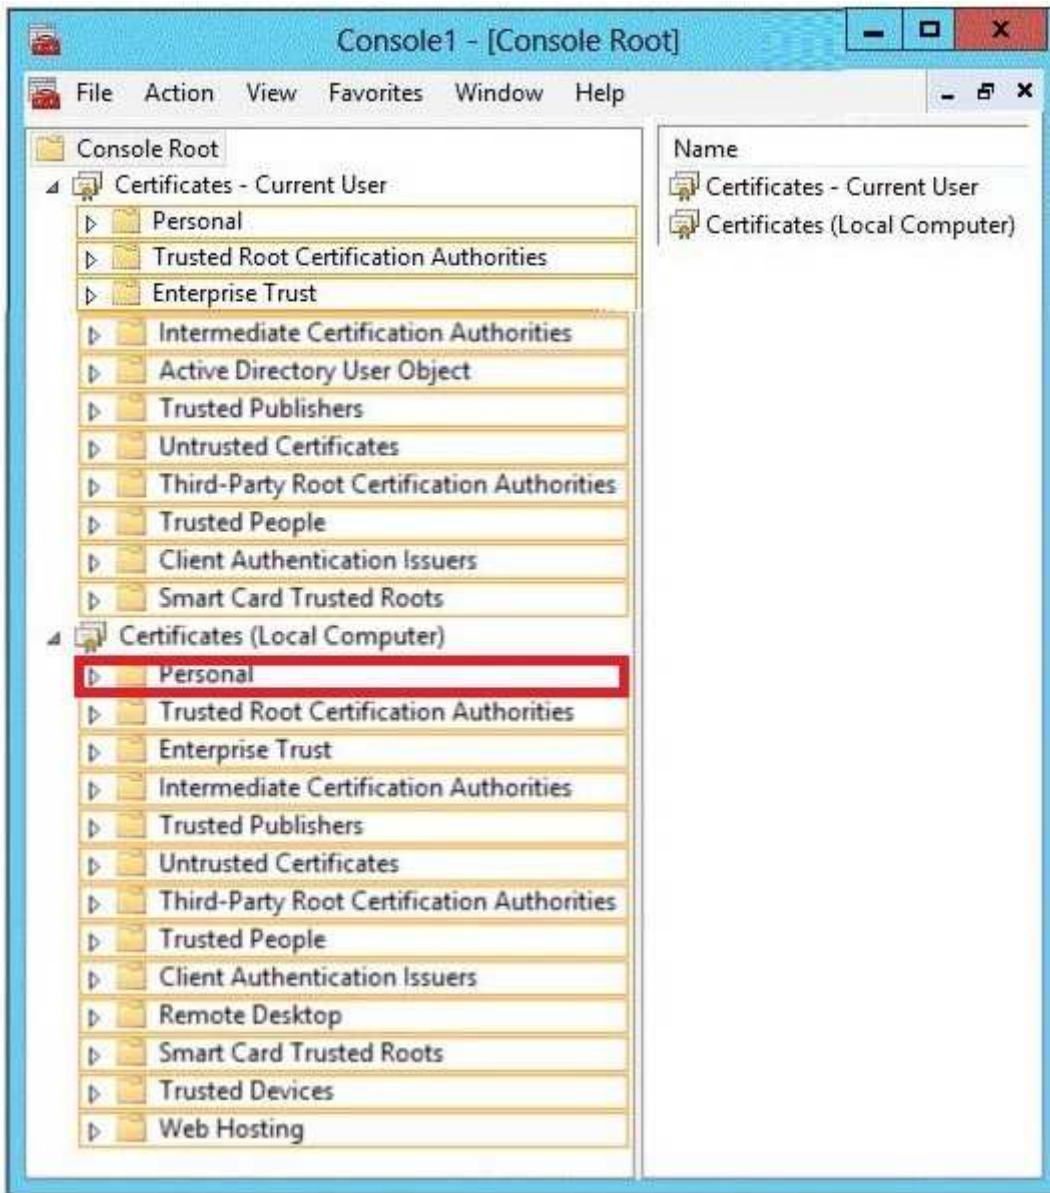 Console1 - [Console Root]
File Action View Favorites Window Help
Console Root
Certificates - Current User
Personal
Trusted Root Certification Authorities
Enterprise Trust
Intermediate Certification Authorities
Active Directory User Object
Trusted Publishers
Untrusted Certificates
Third-Party Root Certification Authorities
Trusted People
Client Authentication Issuers
Smart Card Trusted Roots
Certificates (Local Computer)
Personal
Trusted Root Certification Authorities
Enterprise Trust
Intermediate Certification Authorities
Trusted Publishers
Untrusted Certificates
Third-Party Root Certification Authorities
Trusted People
Client Authentication Issuers
Remote Desktop
Smart Card Trusted Roots
Trusted Devices
Web Hosting
Name
Certificates - Current User
Certificates (Local Computer)